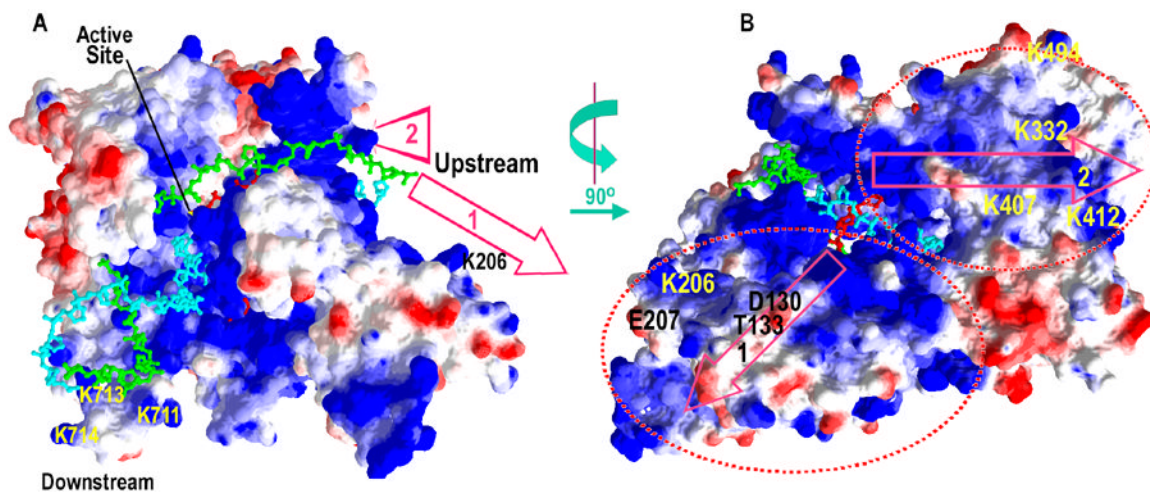 A
Active
Site
2
Upstream
1
K206
K713
K711
K714
Downstream
90º
B
K494
K332
2
K407
K412
K206
D130
E207
T133
1